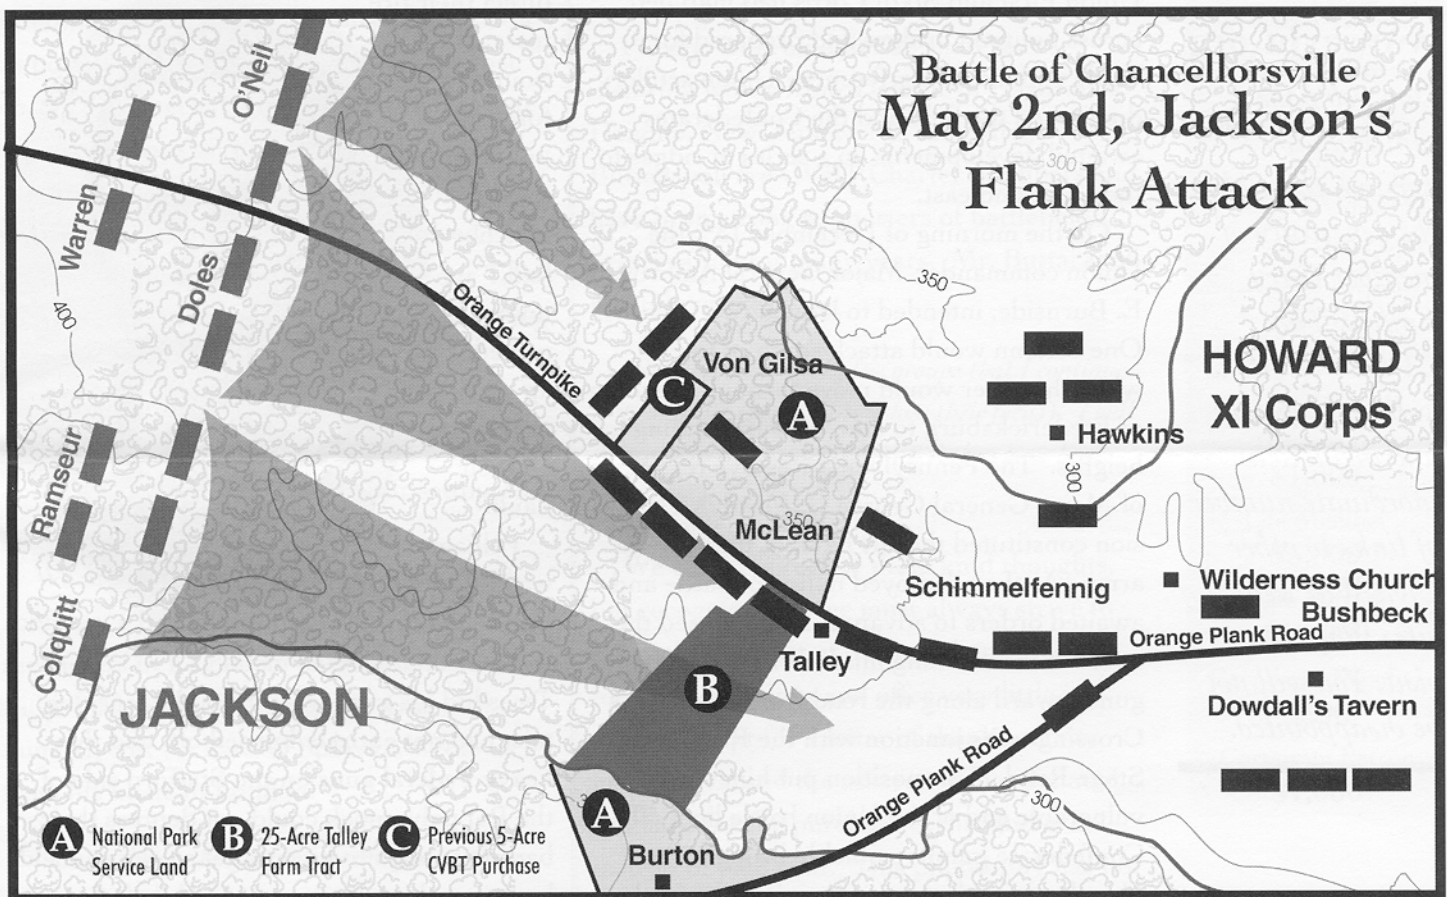 Battle of Chancellorsville
May 2nd, Jackson's
Flank Attack
O'Neil
Warren
Doles
Ramseur
Colquitt
JACKSON
400
Orange Turnpike
Von Gilsa
C
A
McLean
350
300
350
300
HOWARD
XI Corps
Hawkins
Schimmelfennig
Wilderness Church
Bushbeck
Orange Plank Road
Talley
B
Dowdall's Tavern
Orange Plank Road
300
A
Burton
A National Park
Service Land
B 25-Acre Talley
Farm Tract
C Previous 5-Acre
CVBT Purchase